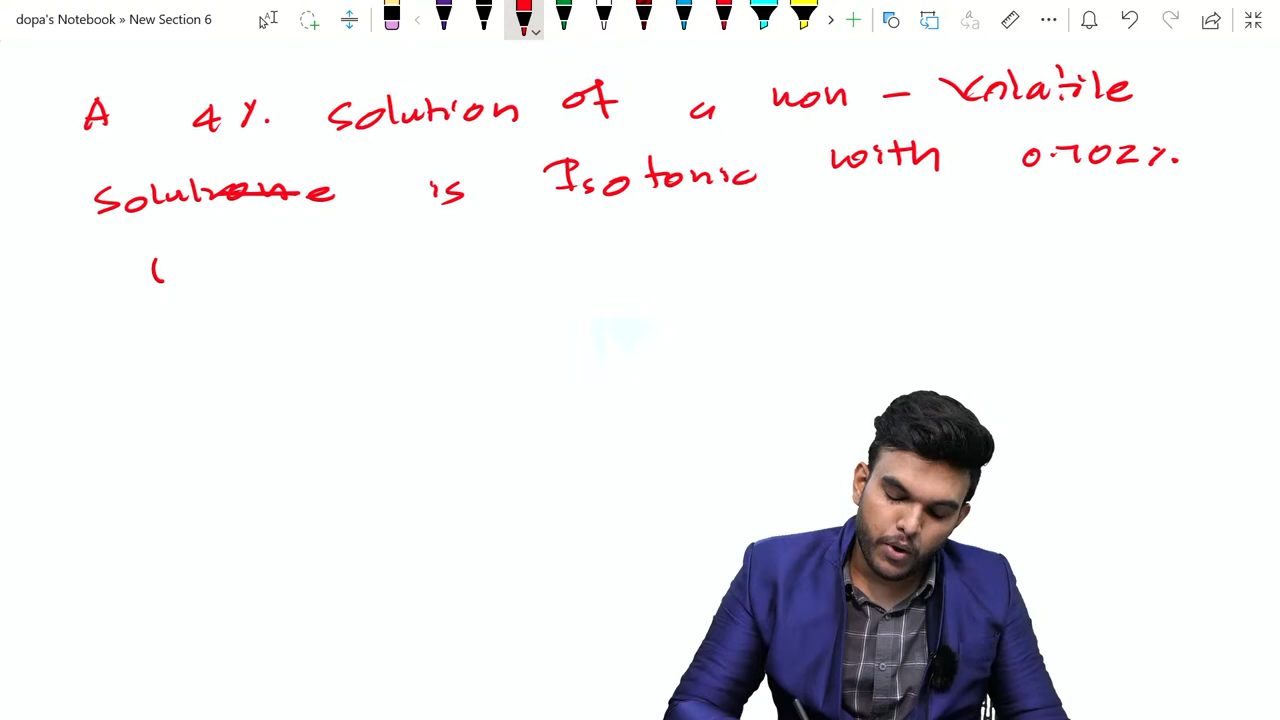 dopa's Notebook » New Section 6
A 4%. solution of a non - volatile
solute is Isotonic with 0.702%.
(